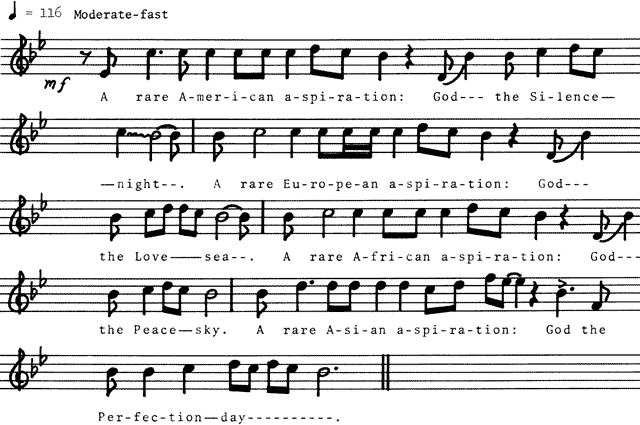 ♩ = 116 Moderate-fast
mf
A rare A-mer-i-can a-spi-ra-tion: God--- the Si-lence—
—night--. A rare Eu-ro-pe-an a-spi-ra-tion: God---
the Love——sea--. A rare A-fri-can a-spi-ra-tion: God---
the Peace—sky. A rare A-si-an a-spi-ra-tion: God the
Per-fec-tion—day----------.